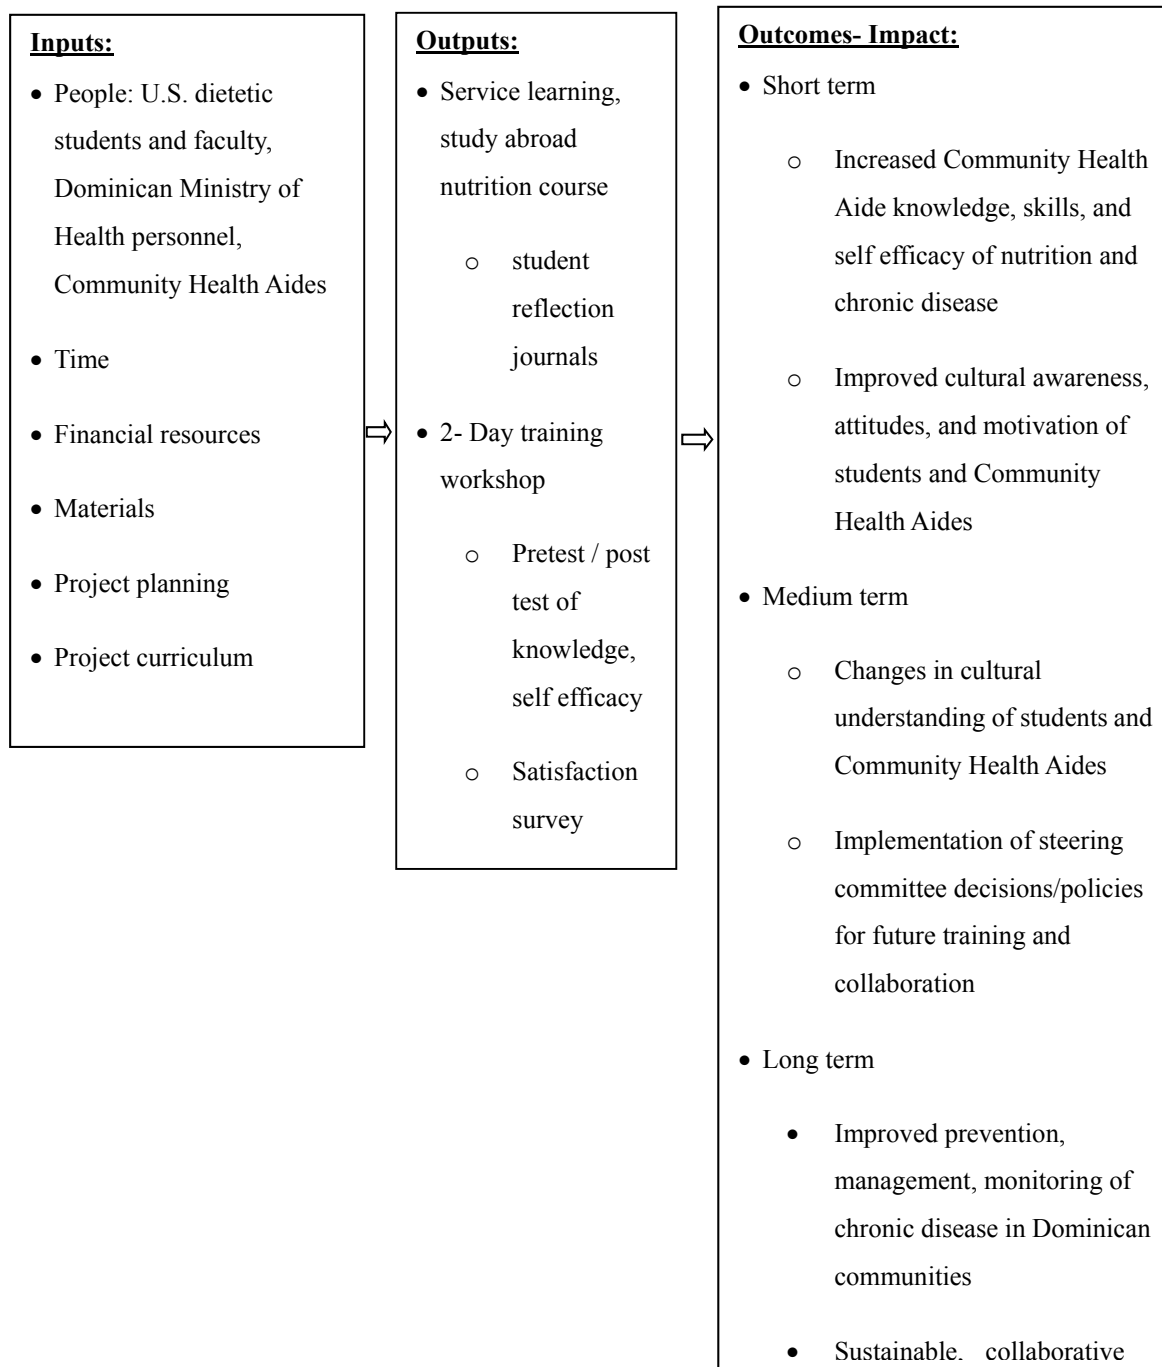 Inputs:
• People: U.S. dietetic
students and faculty,
Dominican Ministry of
Health personnel,
Community Health Aides
• Time
• Financial resources
• Materials
• Project planning
• Project curriculum
Outputs:
• Service learning,
study abroad
nutrition course
o student
reflection
journals
• 2- Day training
workshop
o Pretest / post
test of
knowledge,
self efficacy
o Satisfaction
survey
Outcomes- Impact:
• Short term
o Increased Community Health
Aide knowledge, skills, and
self efficacy of nutrition and
chronic disease
o Improved cultural awareness,
attitudes, and motivation of
students and Community
Health Aides
• Medium term
o Changes in cultural
understanding of students and
Community Health Aides
o Implementation of steering
committee decisions/policies
for future training and
collaboration
• Long term
• Improved prevention,
management, monitoring of
chronic disease in Dominican
communities
• Sustainable, collaborative